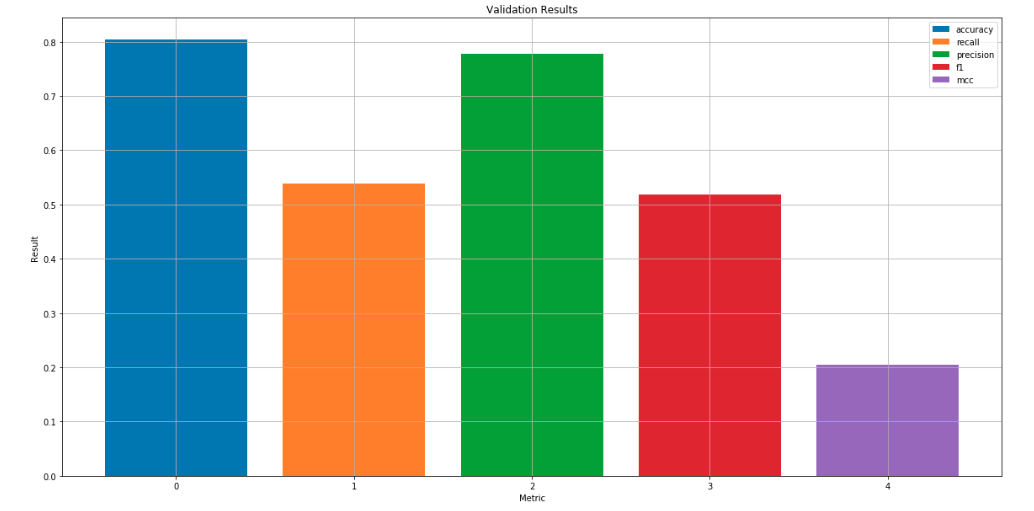 Validation Results
accuracy
recall
precision
f1
mcc
0.8
0.7
0.6
0.5
0.4
0.3
0.2
0.1
0.0
Result
0 1 2 3 4
Metric